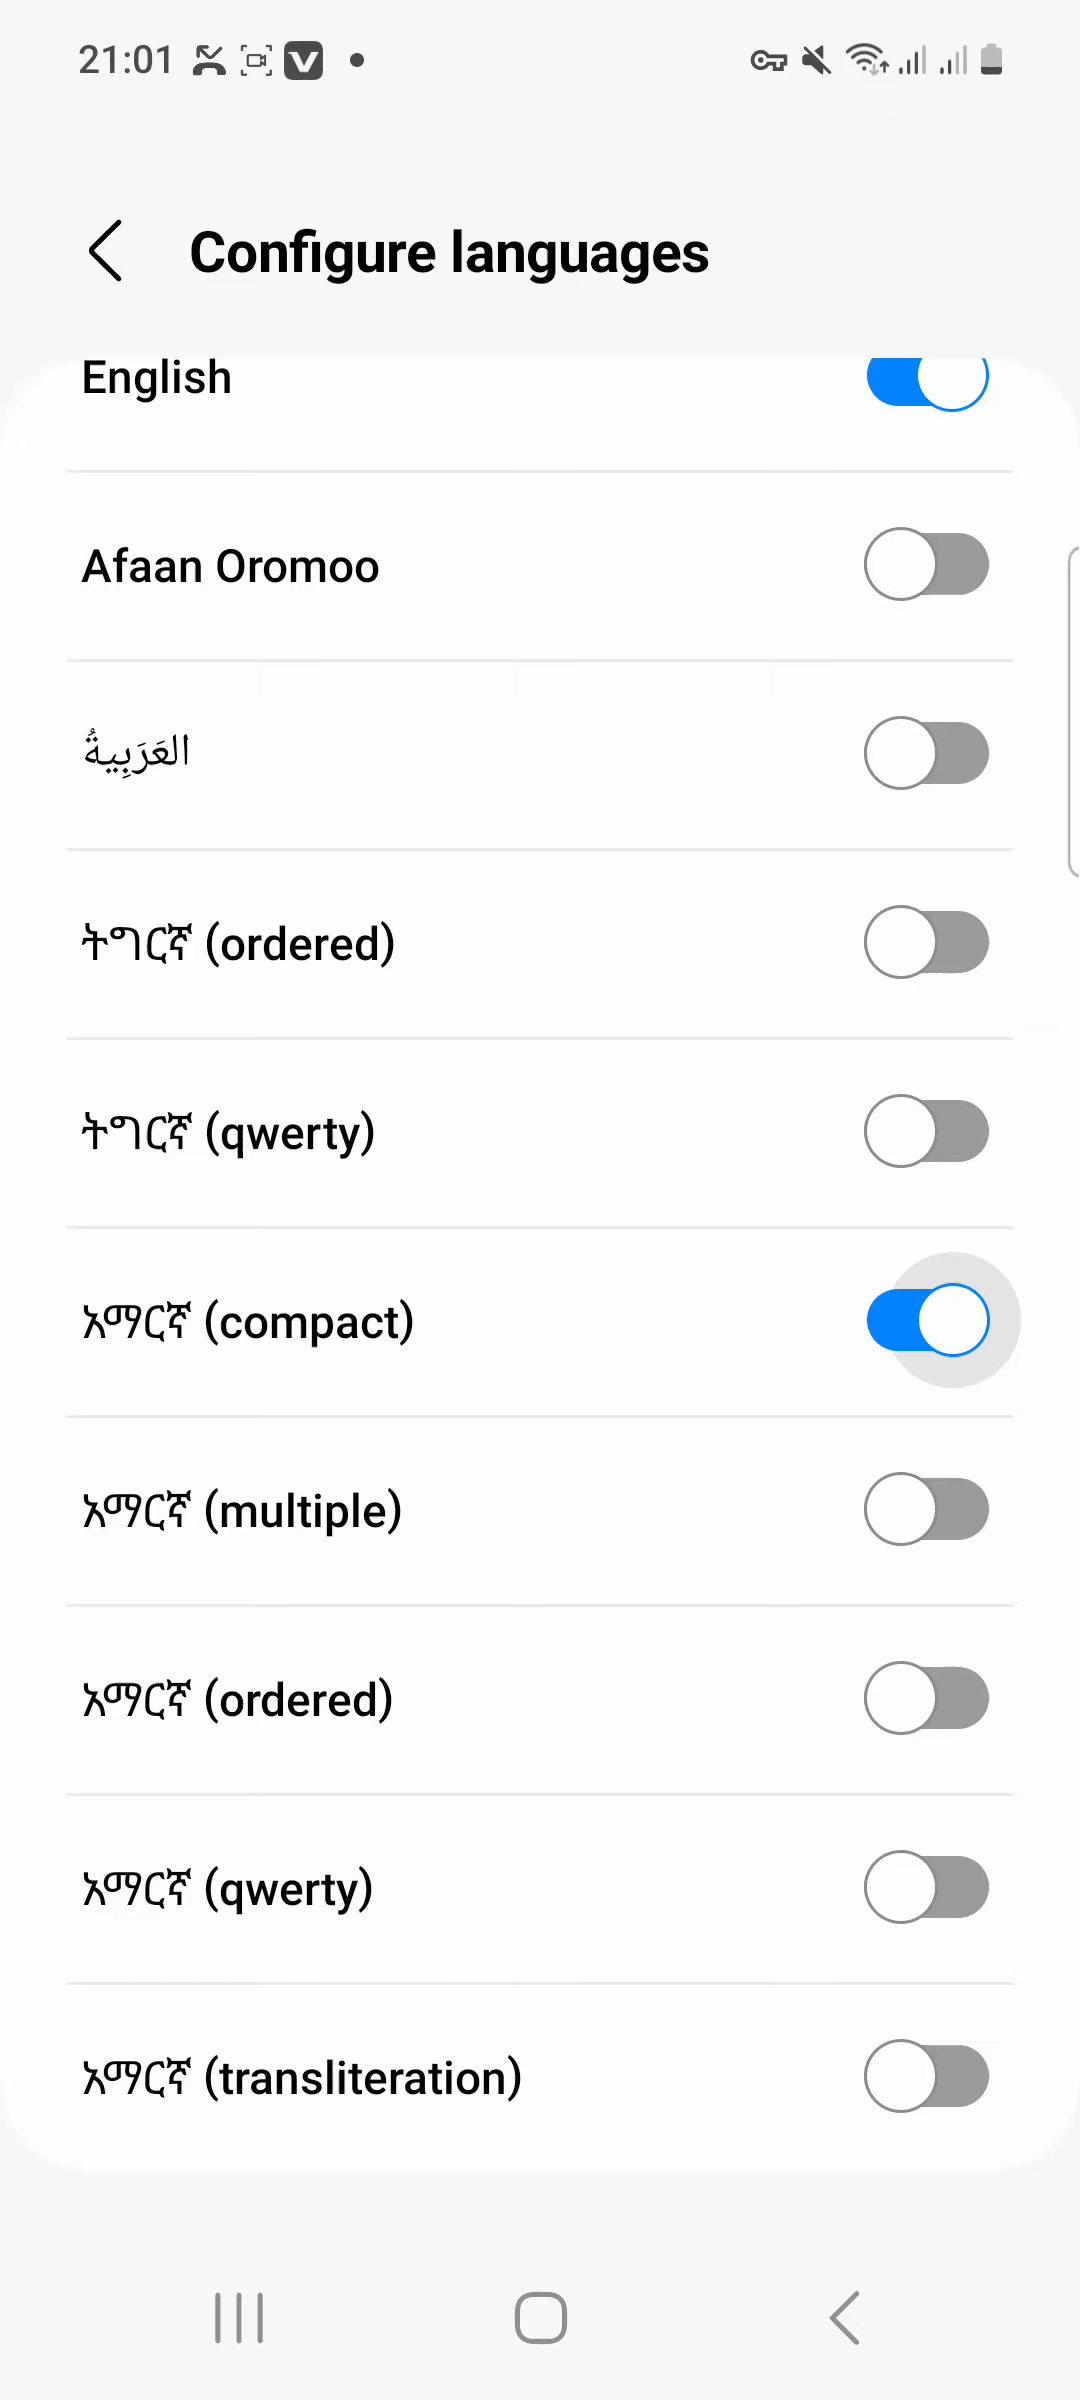 21:01
Configure languages
English
Afaan Oromoo
العَرَبِيةُ
ትግርኛ (ordered)
ትግርኛ (qwerty)
አማርኛ (compact)
አማርኛ (multiple)
አማርኛ (ordered)
አማርኛ (qwerty)
አማርኛ (transliteration)